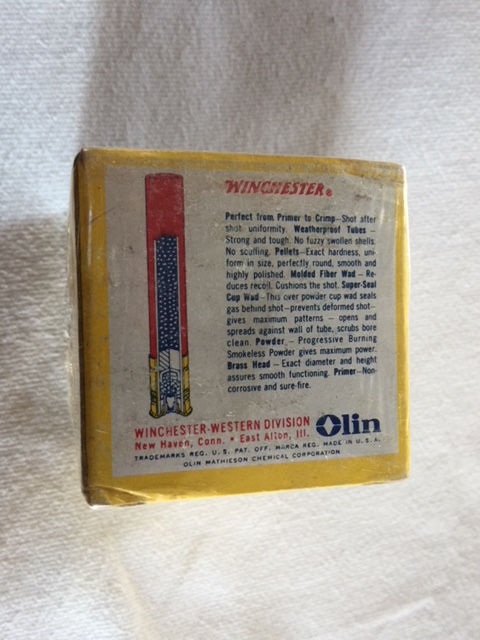 WINCHESTER®
Perfect from Primer to Crimp–Shot after
shot uniformity. Weatherproof Tubes –
Strong and tough. No fuzzy swollen shells.
No scuffing. Pellets–Exact hardness, uni-
form in size, perfectly round, smooth and
highly polished. Molded Fiber Wad – Re-
duces recoil. Cushions the shot. Super-Seal
Cup Wad–This over powder cup wad seals
gas behind shot–prevents deformed shot–
gives maximum patterns – opens and
spreads against wall of tube, scrubs bore
clean. Powder – Progressive Burning
Smokeless Powder gives maximum power.
Brass Head – Exact diameter and height
assures smooth functioning. Primer–Non-
corrosive and sure-fire.
WINCHESTER-WESTERN DIVISION Olin
New Haven, Conn. • East Alton, Ill.
TRADEMARKS REG. U.S. PAT. OFF. MARCA REG. MADE IN U.S.A.
OLIN MATHIESON CHEMICAL CORPORATION